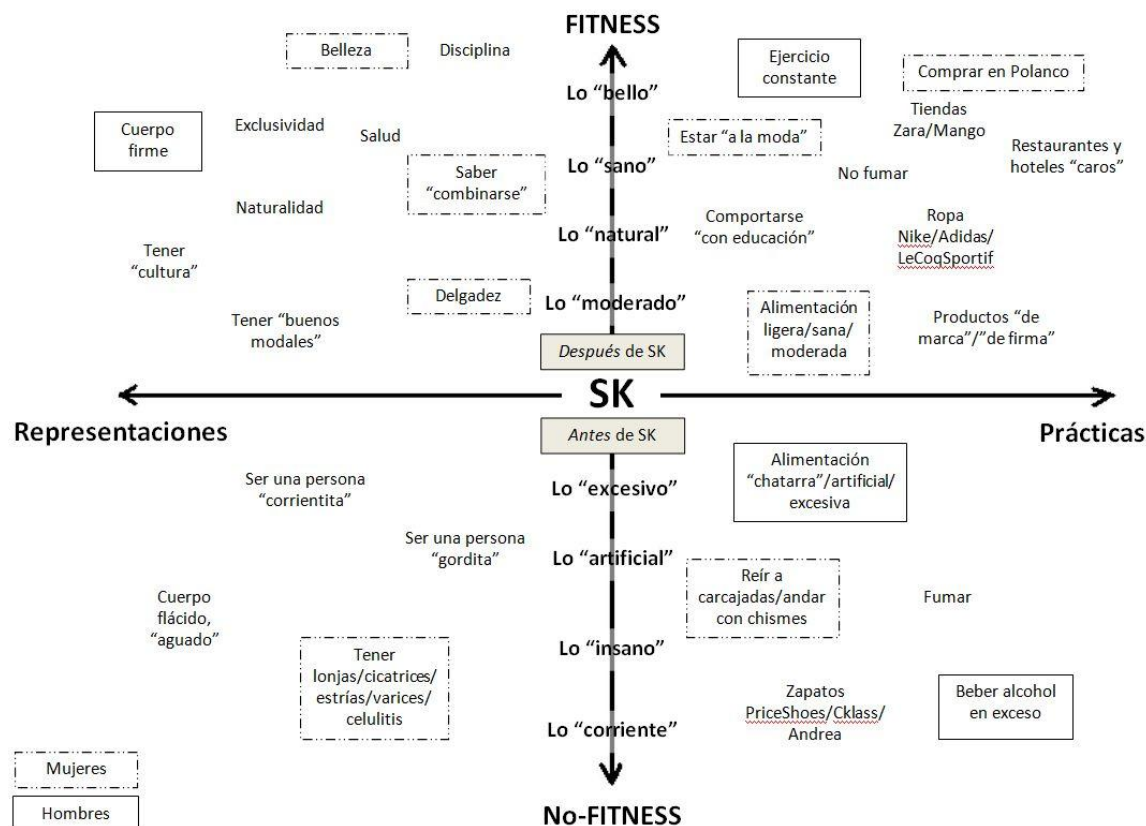 FITNESS
Belleza
Disciplina
Ejercicio
constante
Comprar en Polanco
Lo “bello”
Tiendas
Zara/Mango
Cuerpo
firme
Exclusividad
Salud
Estar “a la moda”
Restaurantes y
hoteles “caros”
Saber
“combinarse”
Lo “sano”
No fumar
Naturalidad
Lo “natural”
Comportarse
“con educación”
Ropa
Nike/Adidas/
LeCoqSportif
Tener
“cultura”
Delgadez
Lo “moderado”
Alimentación
ligera/sana/
moderada
Productos “de
marca”/”de firma”
Tener “buenos
modales”
Después de SK
SK
Representaciones
Prácticas
Antes de SK
Ser una persona
“corrientita”
Lo “excesivo”
Alimentación
“chatarra”/artificial/
excesiva
Ser una persona
“gordita”
Lo “artificial”
Reír a
carcajadas/andar
con chismes
Fumar
Cuerpo
flácido,
“aguado”
Lo “insano”
Tener
lonjas/cicatrices/
estrías/varices/
celulitis
Zapatos
PriceShoes/Cklass/
Andrea
Beber alcohol
en exceso
Lo “corriente”
Mujeres
Hombres
No-FITNESS